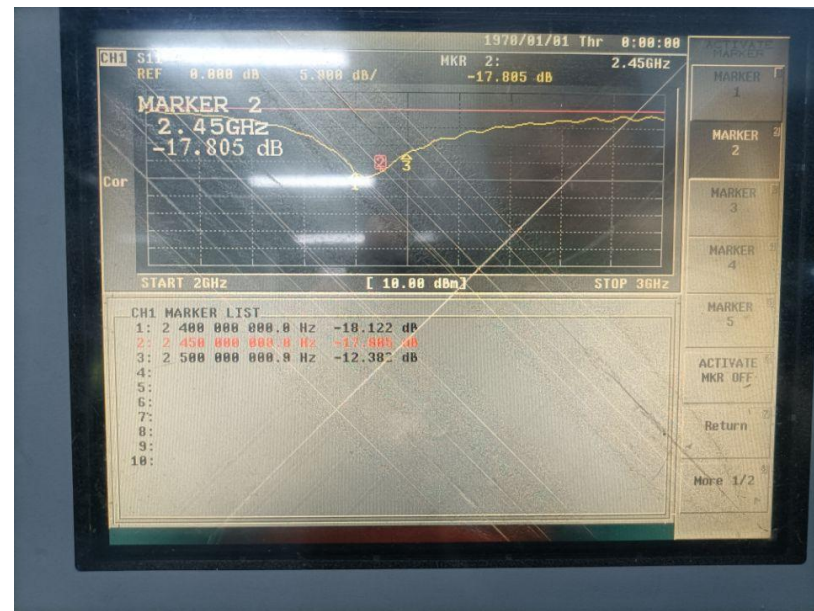 1970/01/01 Thr 0:00:00
CH1 S11
MKR 2: 2.45GHz
REF 0.000 dB 5.000 dB/ -17.805 dB
MARKER 2
2.45GHz
-17.805 dB
2
3
1
Cor
START 2GHz [ 10.00 dBm] STOP 3GHz
CH1 MARKER LIST
1: 2 400 000 000.0 Hz -18.122 dB
2: 2 450 000 000.0 Hz -17.805 dB
3: 2 500 000 000.0 Hz -12.382 dB
4:
5:
6:
7:
8:
9:
10:
ACTIVATE
MARKER
MARKER
1
MARKER
2
MARKER
3
MARKER
4
MARKER
5
ACTIVATE
MKR OFF
Return
More 1/2